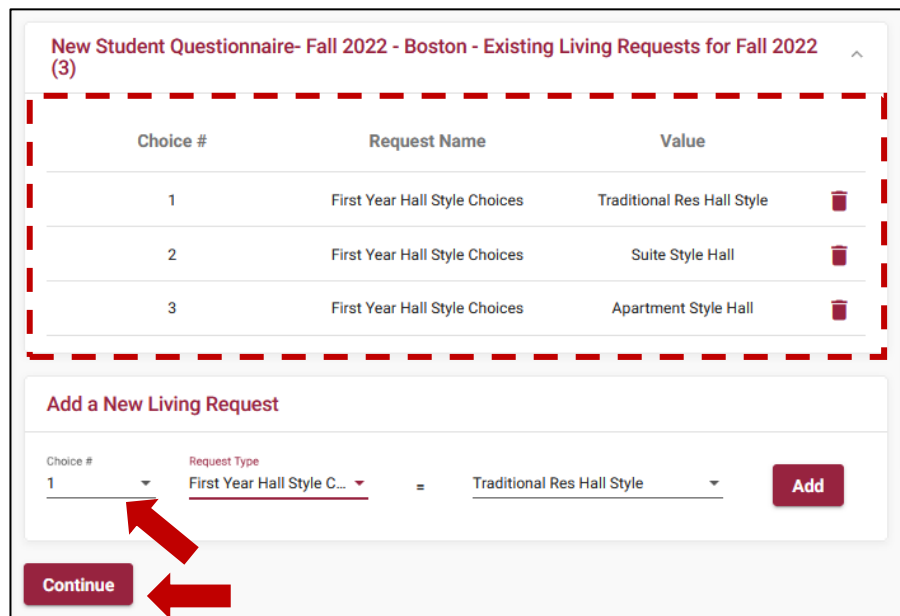 New Student Questionnaire- Fall 2022 - Boston - Existing Living Requests for Fall 2022
(3)
Choice # Request Name Value
1 First Year Hall Style Choices Traditional Res Hall Style
2 First Year Hall Style Choices Suite Style Hall
3 First Year Hall Style Choices Apartment Style Hall
Add a New Living Request
Choice # Request Type
1 First Year Hall Style C... = Traditional Res Hall Style Add
Continue